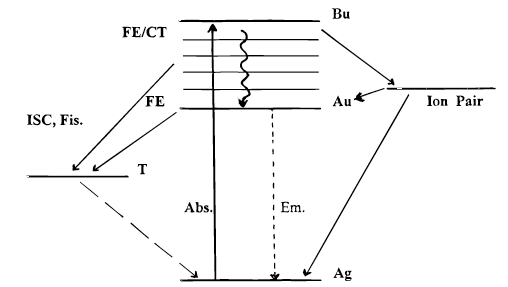 Bu
FE/CT
FE
Au
Ion Pair
ISC, Fis.
T
Abs.
Em.
Ag